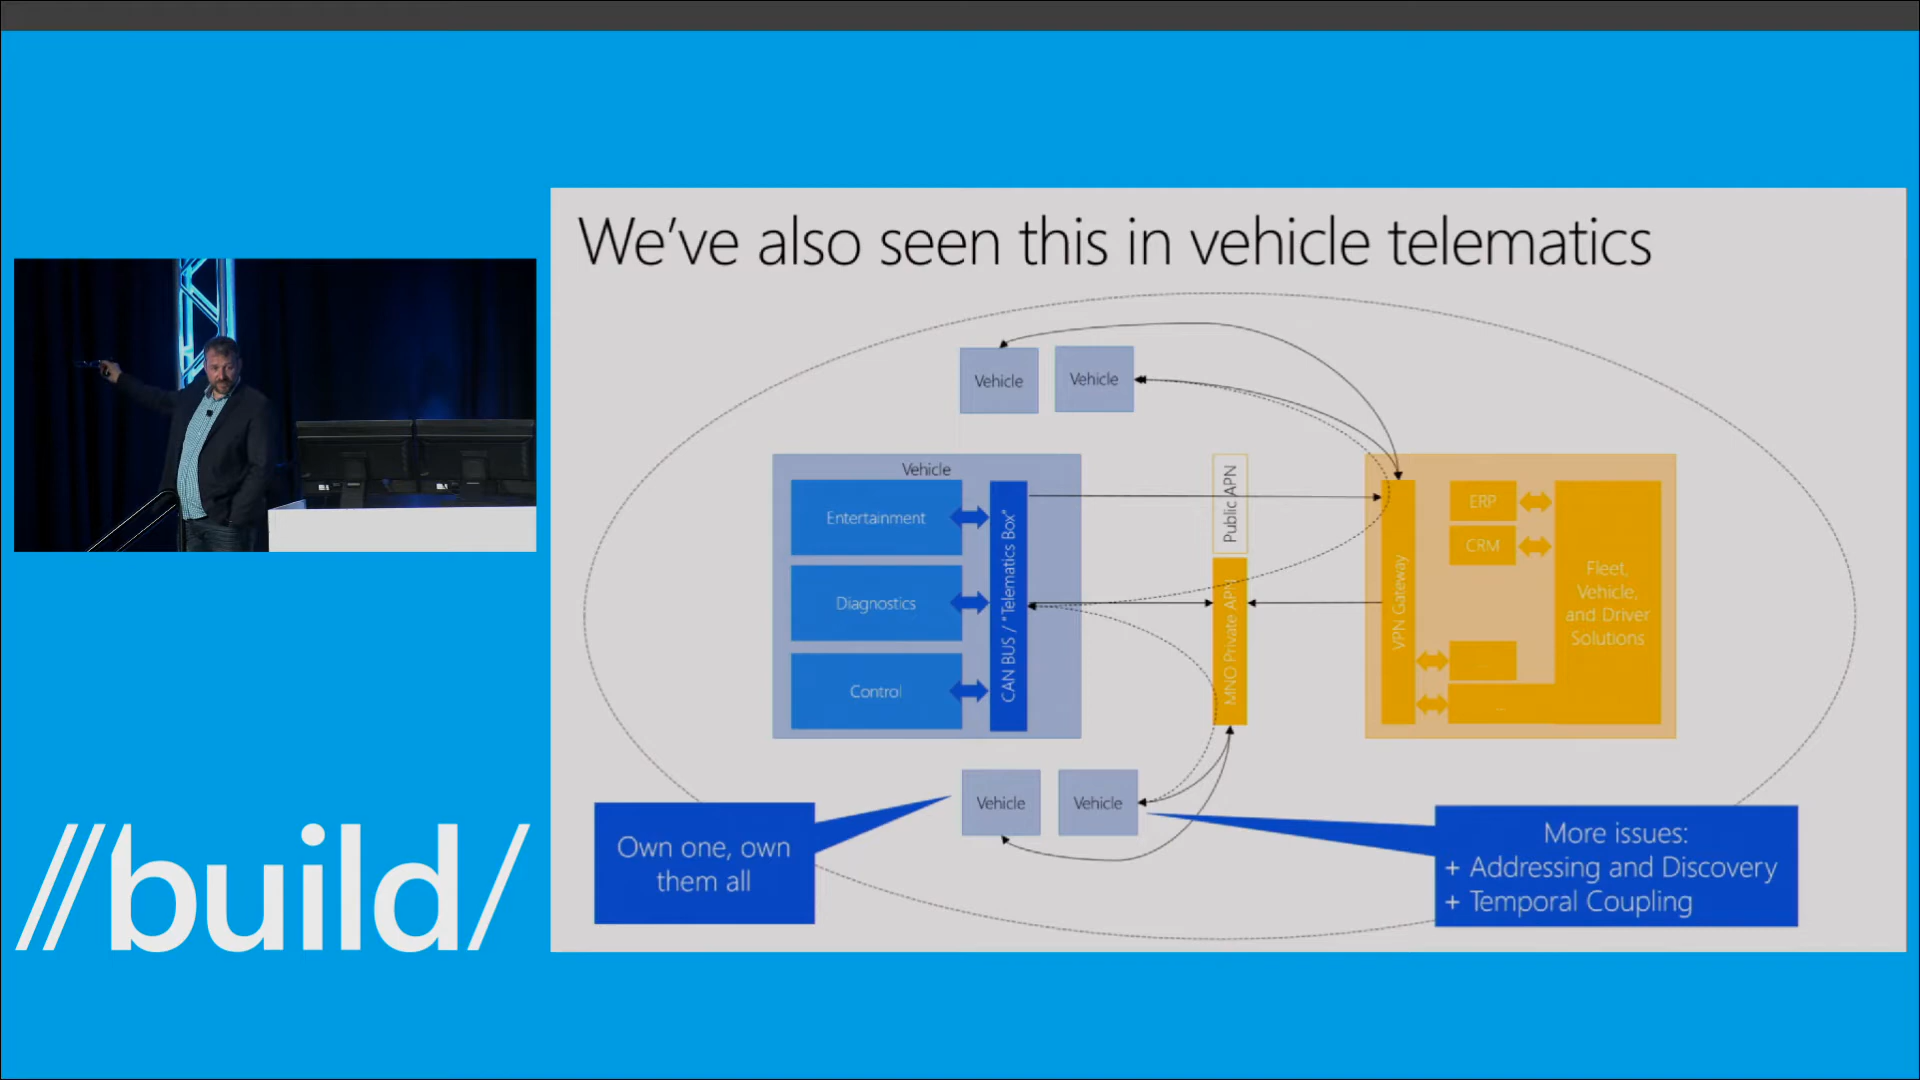 We've also seen this in vehicle telematics
Vehicle
Vehicle
Vehicle
Entertainment
Diagnostics
Control
CAN BUS / "Telematics Box"
Public APN
MNO Private APN
VPN Gateway
ERP
CRM
Fleet,
Vehicle,
and Driver
Solutions
Vehicle
Vehicle
Own one, own
them all
More issues:
+ Addressing and Discovery
+ Temporal Coupling
//build/